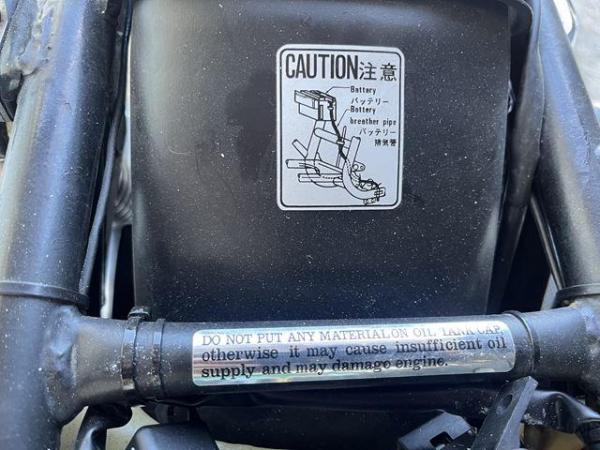 CAUTION注意
Battery
バッテリー
Battery
breather pipe
バッテリー
排気管
DO NOT PUT ANY MATERIAL ON OIL TANK CAP,
otherwise it may cause insufficient oil
supply and may damage engine.